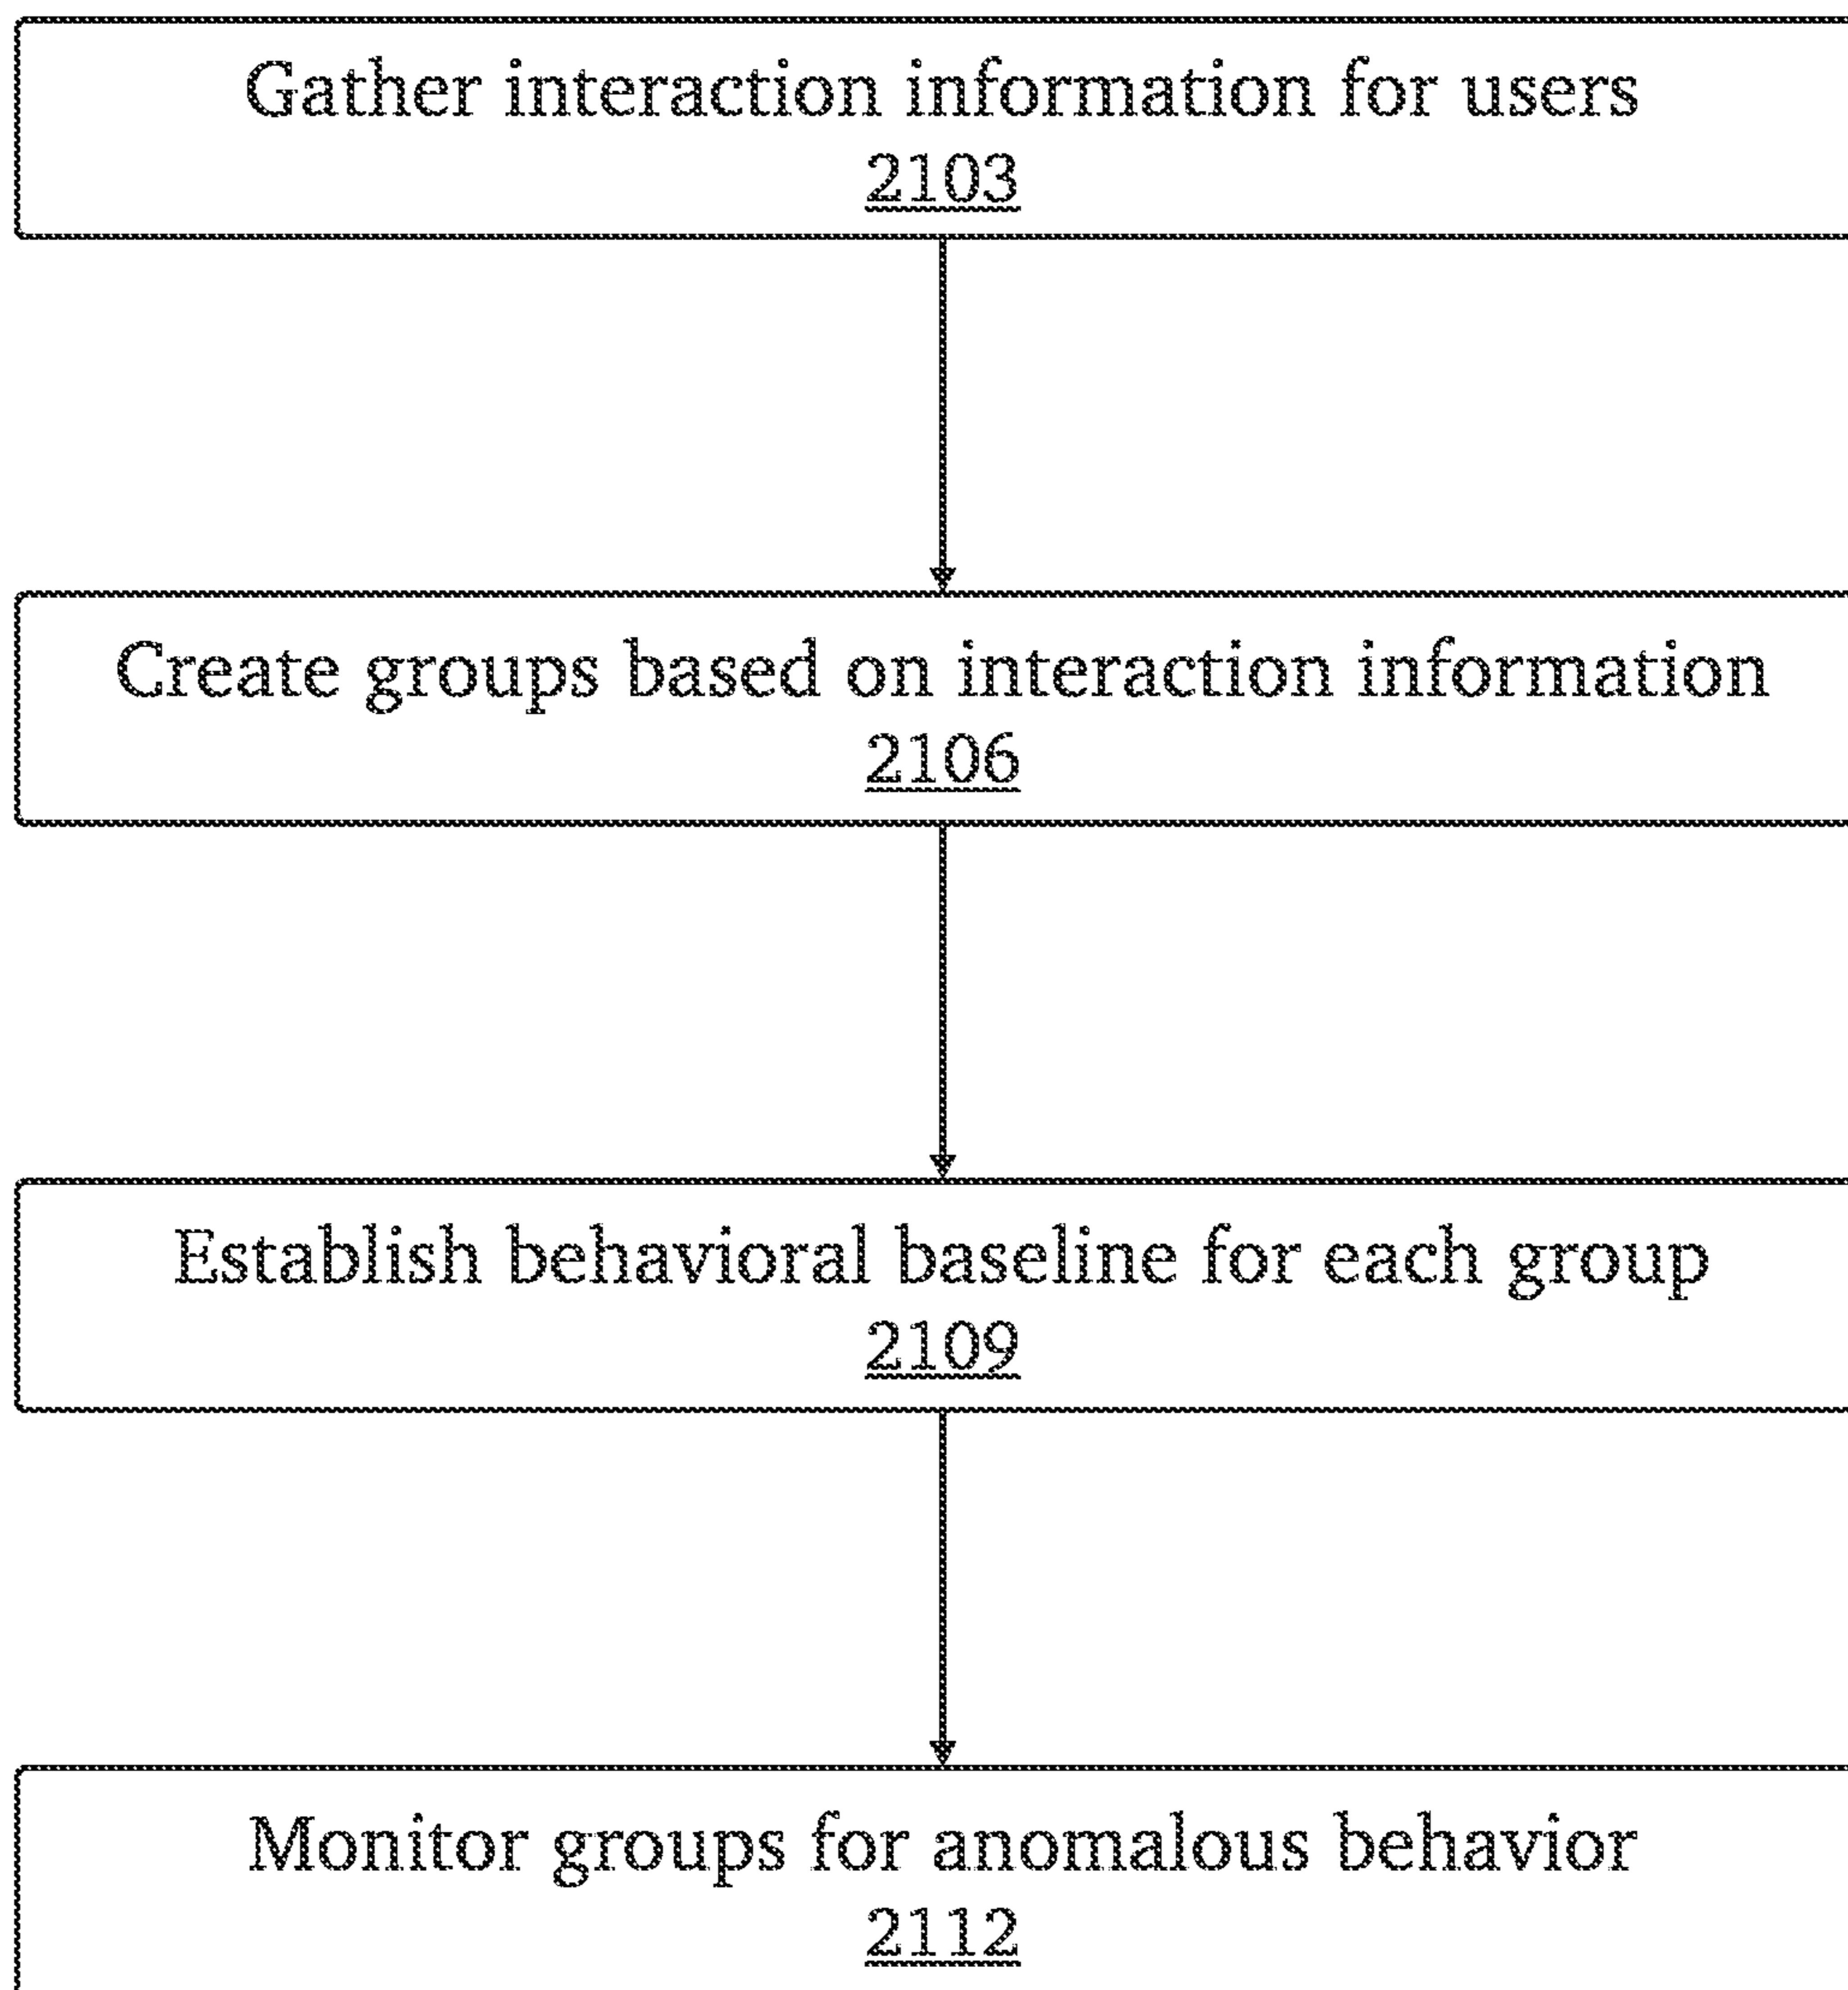 Gather interaction information for users
2103
Create groups based on interaction information
2106
Establish behavioral baseline for each group
2109
Monitor groups for anomalous behavior
2112